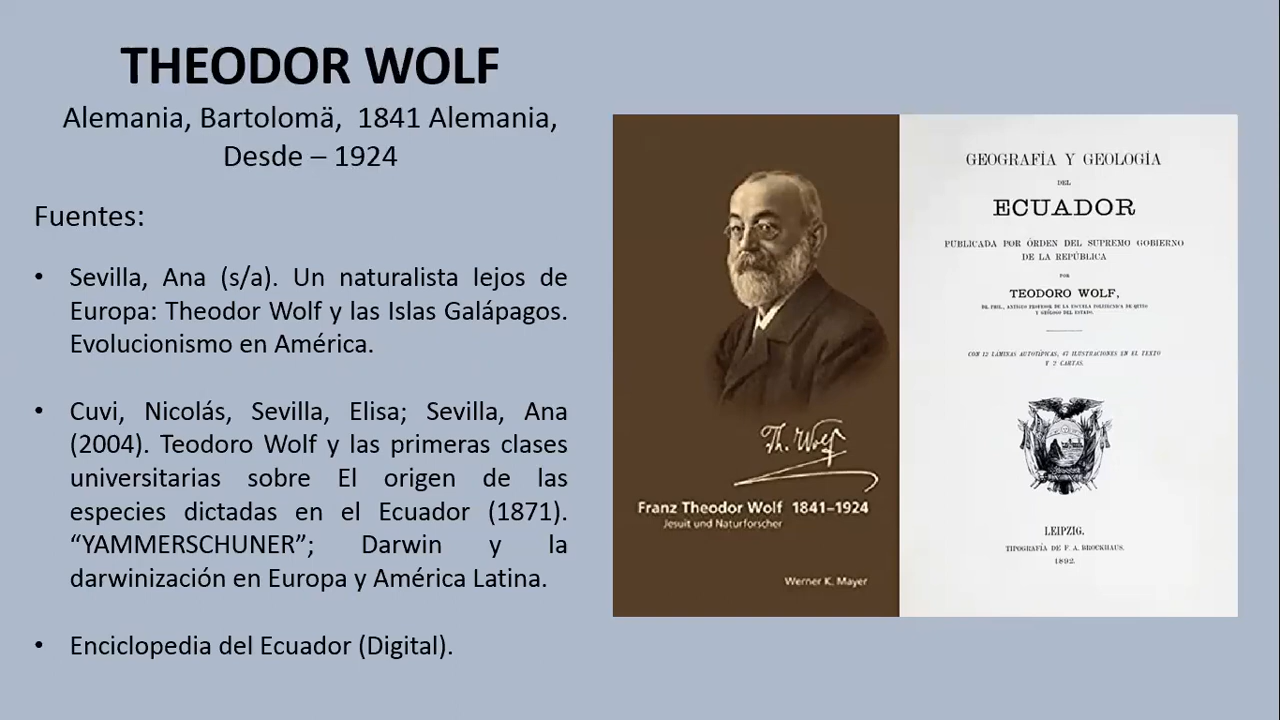 THEODOR WOLF
Alemania, Bartolomä, 1841 Alemania,
Desde – 1924
Fuentes:
• Sevilla, Ana (s/a). Un naturalista lejos de
Europa: Theodor Wolf y las Islas Galápagos.
Evolucionismo en América.
• Cuvi, Nicolás, Sevilla, Elisa; Sevilla, Ana
(2004). Teodoro Wolf y las primeras clases
universitarias sobre El origen de las
especies dictadas en el Ecuador (1871).
“YAMMERSCHUNER”; Darwin y la
darwinización en Europa y América Latina.
• Enciclopedia del Ecuador (Digital).
Th. Wolf
Franz Theodor Wolf 1841–1924
Jesuit und Naturforscher
Werner K. Mayer
GEOGRAFÍA Y GEOLOGÍA
DEL
ECUADOR
PUBLICADA POR ÓRDEN DEL SUPREMO GOBIERNO
DE LA REPÚBLICA
POR
TEODORO WOLF,
DR. PHIL., ANTIGUO PROFESOR DE LA ESCUELA POLITÉCNICA DE QUITO
Y GEÓLOGO DEL ESTADO.
CON 12 LÁMINAS AUTOTÍPICAS, 47 ILUSTRACIONES EN EL TEXTO
Y 2 CARTAS.
LEIPZIG.
TIPOGRAFÍA DE F. A. BROCKHAUS.
1892.